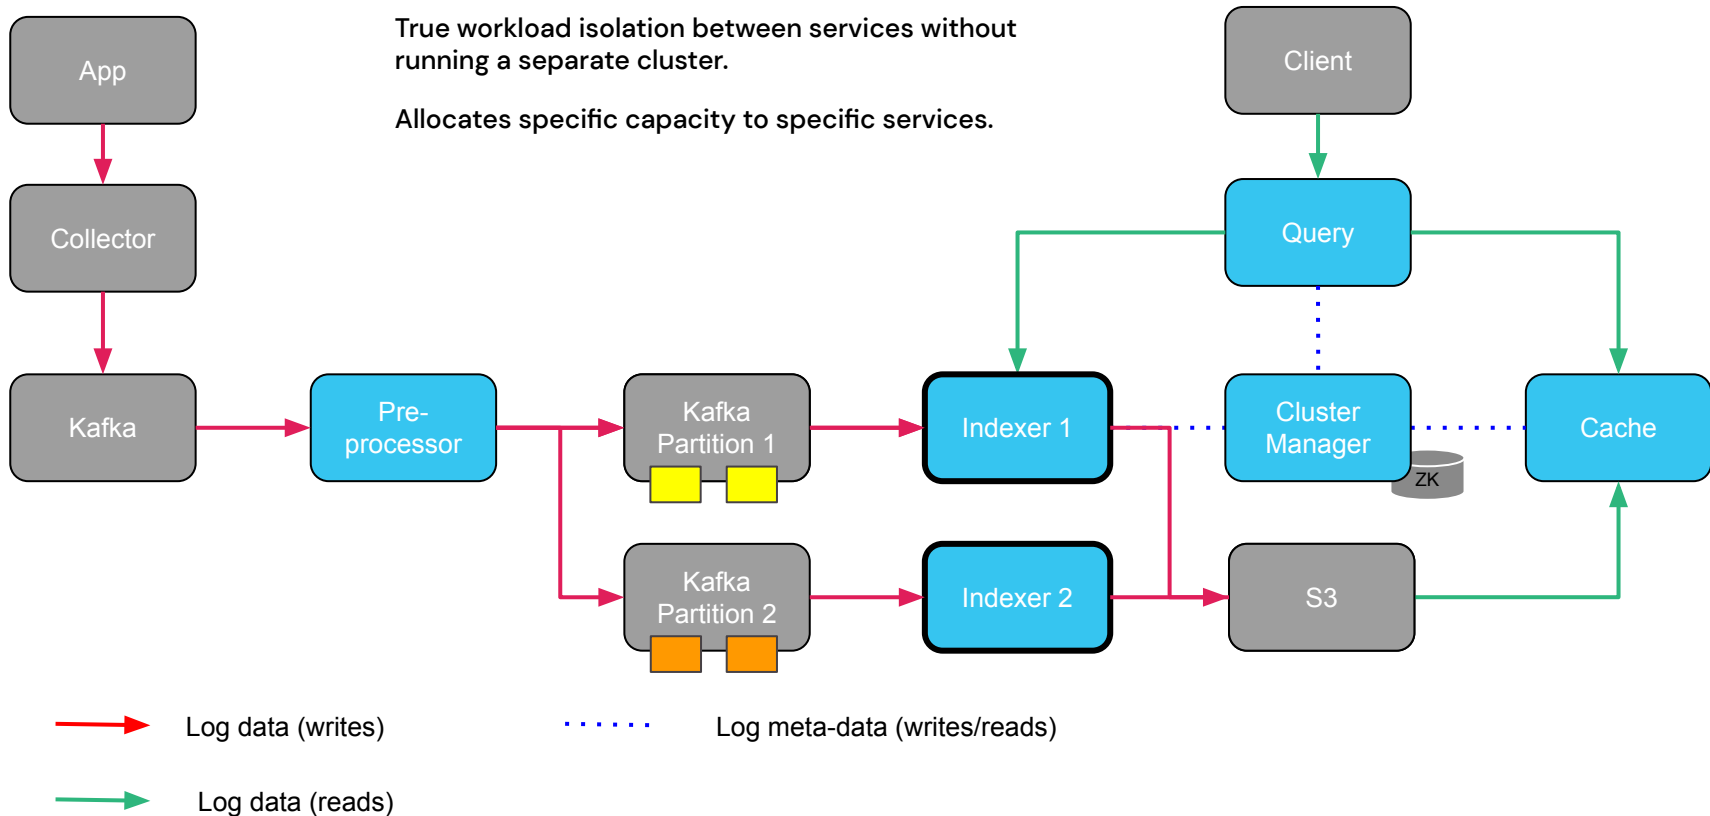 True workload isolation between services without
running a separate cluster.
Allocates specific capacity to specific services.
App
Client
Collector
Query
Kafka
Pre-
processor
Kafka
Partition 1
Indexer 1
Cluster
Manager
ZK
Cache
Kafka
Partition 2
Indexer 2
S3
Log data (writes)
Log meta-data (writes/reads)
Log data (reads)